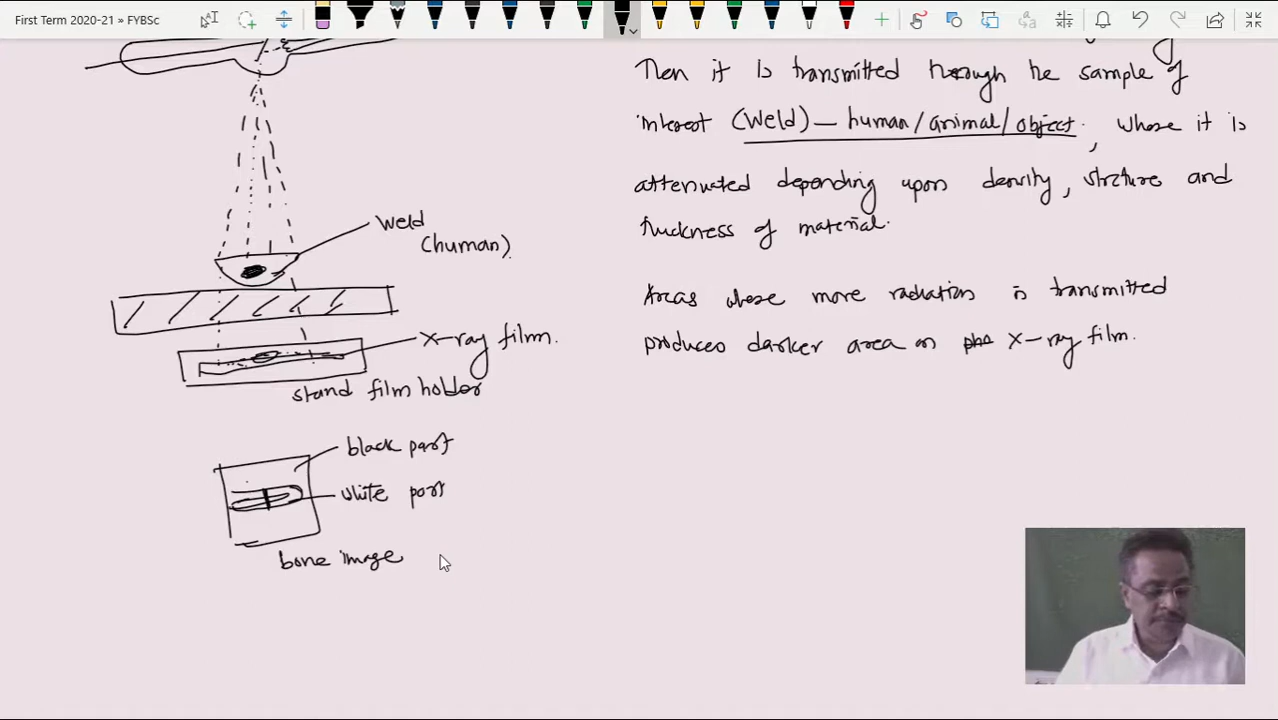 First Term 2020-21 » FYBSc
Then it is transmitted through the sample of
interest (Weld) — human/animal/object, where it is
attenuated depending upon density, strcture and
thickness of material.
Areas where more radiation is transmitted
produces darker area on X-ray film.
weld
(human)
X-ray film.
stand film holder
black part
white part
bone image